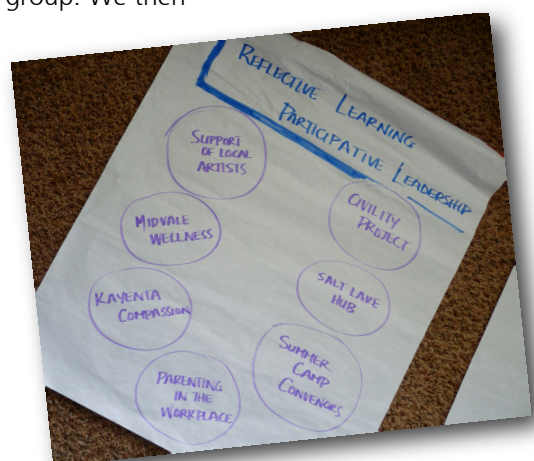 group. We then
REFLECTIVE LEARNING
PARTICIPATIVE LEADERSHIP
SUPPORT
OF LOCAL
ARTISTS
MIDVALE
WELLNESS
KAYENTA
COMPASSION
PARENTING
IN THE
WORKPLACE
CIVILITY
PROJECT
SALT LAKE
HUB
SUMMER
CAMP
CONVENORS